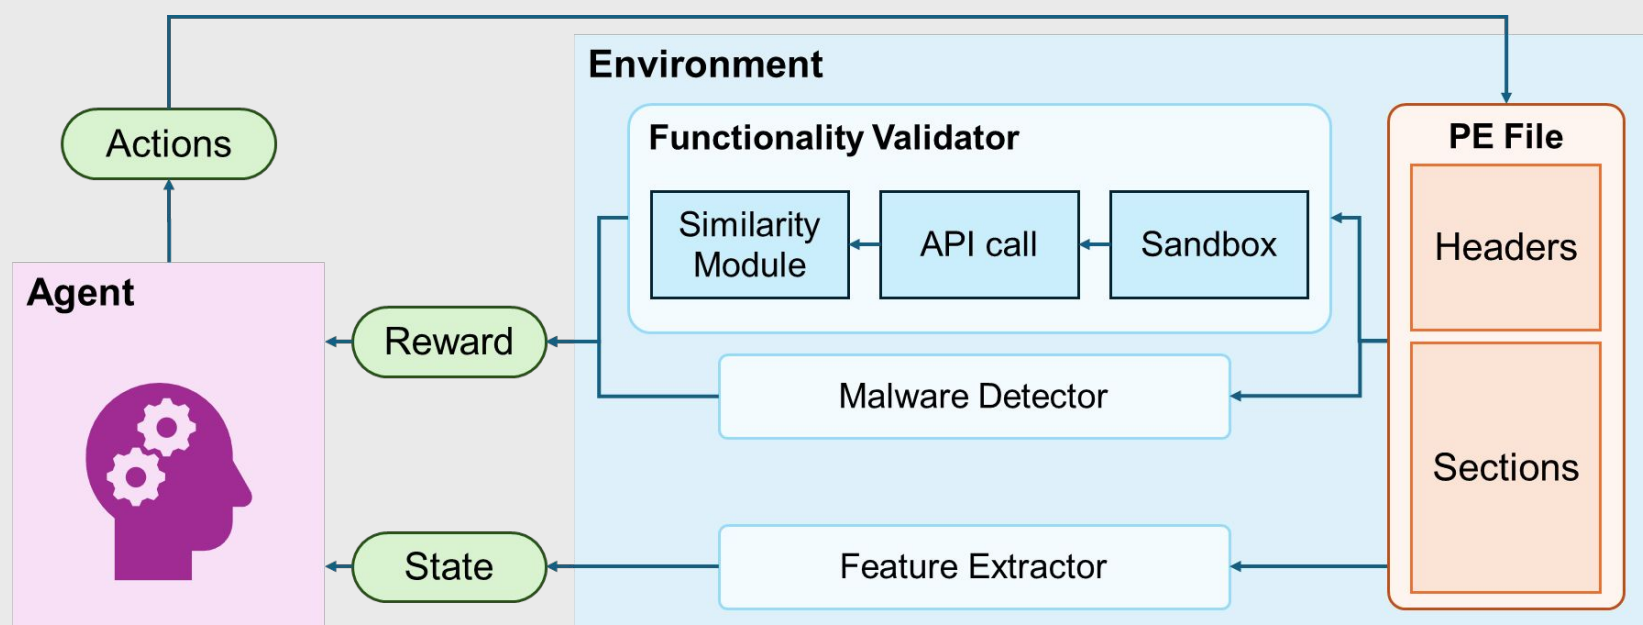 Environment
Actions
Functionality Validator
PE File
Similarity
Module
API call
Sandbox
Headers
Agent
Reward
Malware Detector
Sections
State
Feature Extractor